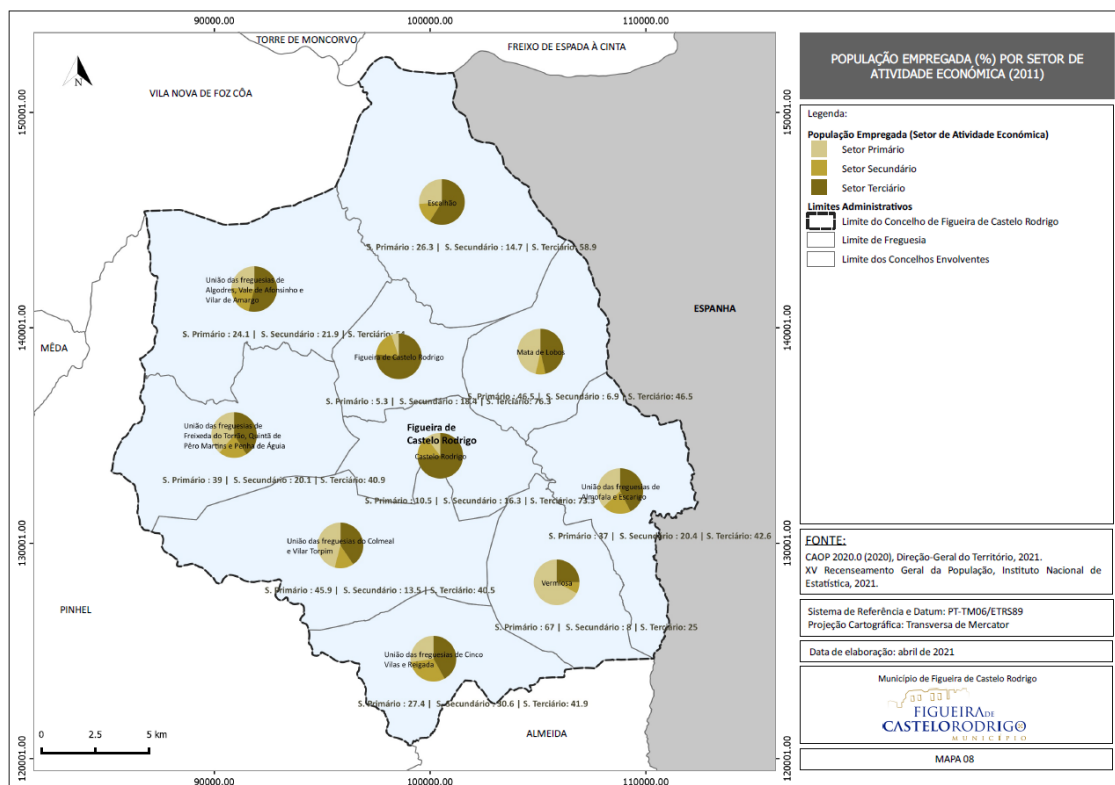 90000.00
100000.00
110000.00
TORRE DE MONCORVO
FREIXO DE ESPADA À CINTA
N
VILA NOVA DE FOZ CÔA
150001.00
150001.00
Escalhão
S. Primário : 26.3 | S. Secundário : 14.7 | S. Terciário : 58.9
União das freguesias de
Algodres, Vale de Afonsinho e
Vilar de Amargo
ESPANHA
S. Primário : 24.1 | S. Secundário : 21.9 | S. Terciário : 54
140001.00
140001.00
MÊDA
Figueira de Castelo Rodrigo
Mata de Lobos
S. Primário : 5.3 | S. Secundário : 18.4 | S. Terciário: 76.3
S. Primário : 46.5 | S. Secundário : 6.9 | S. Terciário : 46.5
União das freguesias de
Freixeda do Torrão, Quintã de
Pêro Martins e Penha de Águia
Figueira de
Castelo Rodrigo
Castelo Rodrigo
S. Primário : 39 | S. Secundário : 20.1 | S. Terciário : 40.9
União das freguesias de
Almofala e Escarigo
S. Primário : 10.5 | S. Secundário : 16.3 | S. Terciário : 73.3
S. Primário : 37 | S. Secundário : 20.4 | S. Terciário : 42.6
130001.00
130001.00
União das freguesias do Colmeal
e Vilar Torpim
Vermiosa
S. Primário : 45.9 | S. Secundário : 13.5 | S. Terciário : 40.5
PINHEL
S. Primário : 67 | S. Secundário : 8 | S. Terciário : 25
União das freguesias de Cinco
Vilas e Reigada
S. Primário : 27.4 | S. Secundário : 30.6 | S. Terciário : 41.9
ALMEIDA
0 2.5 5 km
120001.00
120001.00
90000.00
100000.00
110000.00
POPULAÇÃO EMPREGADA (%) POR SETOR DE
ATIVIDADE ECONÓMICA (2011)
Legenda:
População Empregada (Setor de Atividade Económica)
Setor Primário
Setor Secundário
Setor Terciário
Limites Administrativos
Limite do Concelho de Figueira de Castelo Rodrigo
Limite de Freguesia
Limite dos Concelhos Envolventes
FONTE:
CAOP 2020.0 (2020), Direção-Geral do Território, 2021.
XV Recenseamento Geral da População, Instituto Nacional de
Estatística, 2021.
Sistema de Referência e Datum: PT-TM06/ETRS89
Projeção Cartográfica: Transversa de Mercator
Data de elaboração: abril de 2021
Município de Figueira de Castelo Rodrigo
FIGUEIRA DE
CASTELO RODRIGO
MUNICÍPIO
MAPA 08